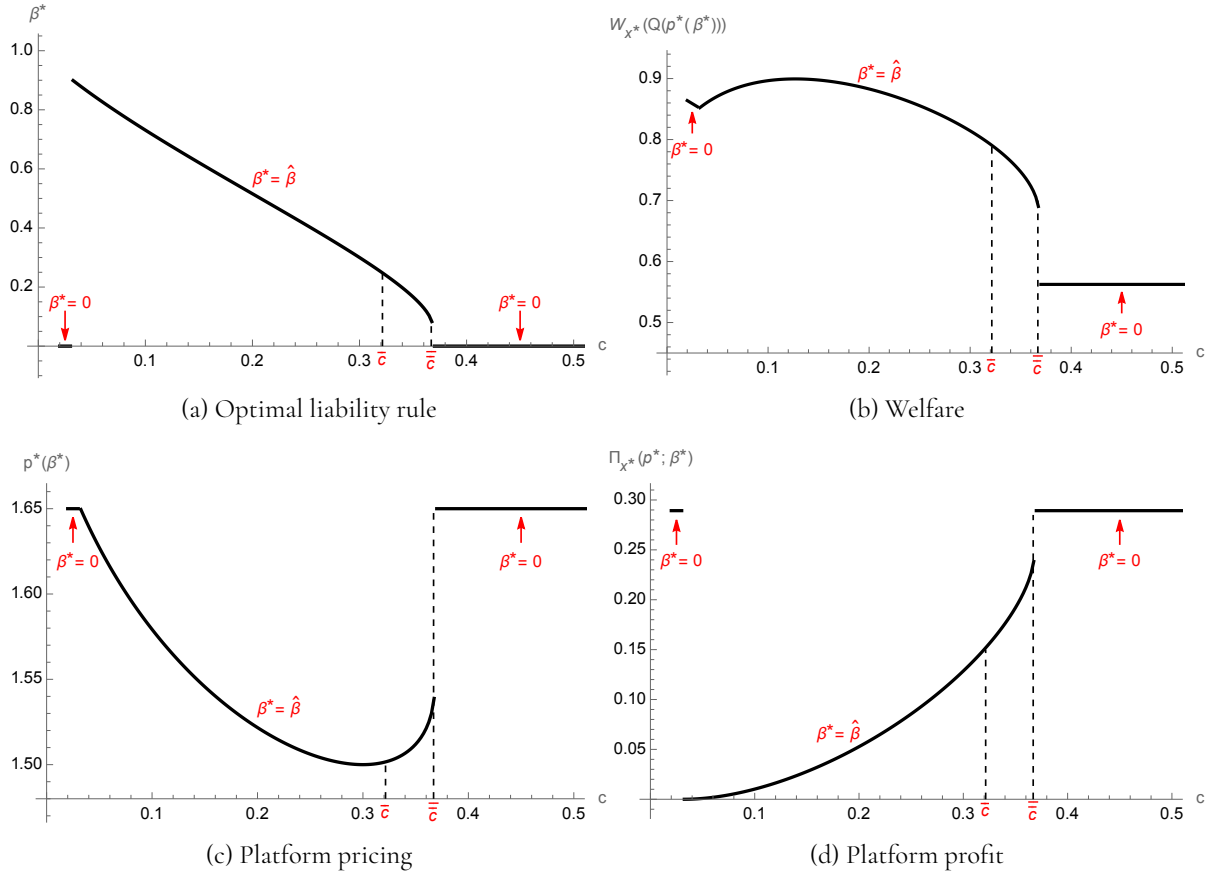 β*
1.0
0.8
0.6
0.4
0.2
β*= β̂
β*= 0
β*= 0
0.1 0.2 0.3 0.4 0.5 c
c̄ c̿
(a) Optimal liability rule
W_x*(Q(p*(β*)))
0.9
0.8
0.7
0.6
0.5
β*= β̂
β*= 0
β*= 0
0.1 0.2 0.3 0.4 0.5 c
c̄ c̿
(b) Welfare
p*(β*)
1.65
1.60
1.55
1.50
β*= 0
β*= 0
β*= β̂
0.1 0.2 0.3 0.4 0.5 c
c̄ c̿
(c) Platform pricing
Π_x*(p*; β*)
0.30
0.25
0.20
0.15
0.10
0.05
β*= 0
β*= 0
β*= β̂
0.1 0.2 0.3 0.4 0.5 c
c̄ c̿
(d) Platform profit